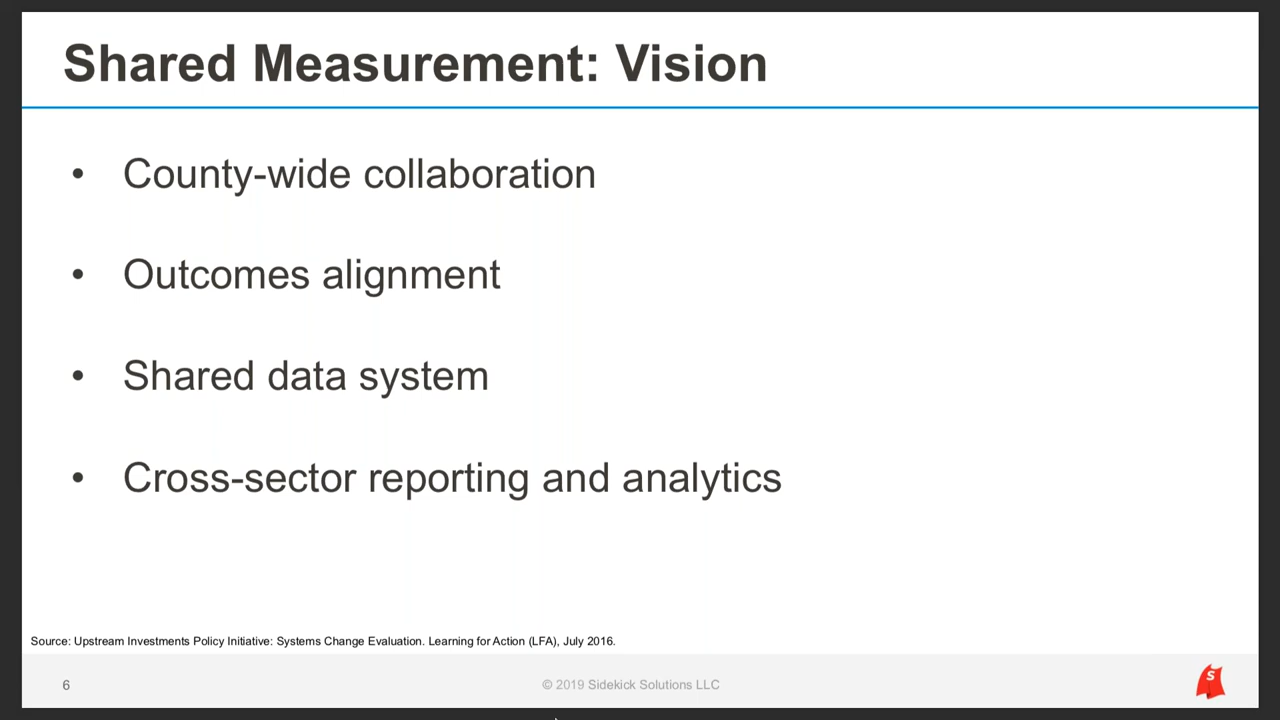 Shared Measurement: Vision
• County-wide collaboration
• Outcomes alignment
• Shared data system
• Cross-sector reporting and analytics
Source: Upstream Investments Policy Initiative: Systems Change Evaluation. Learning for Action (LFA), July 2016.
6
© 2019 Sidekick Solutions LLC
S